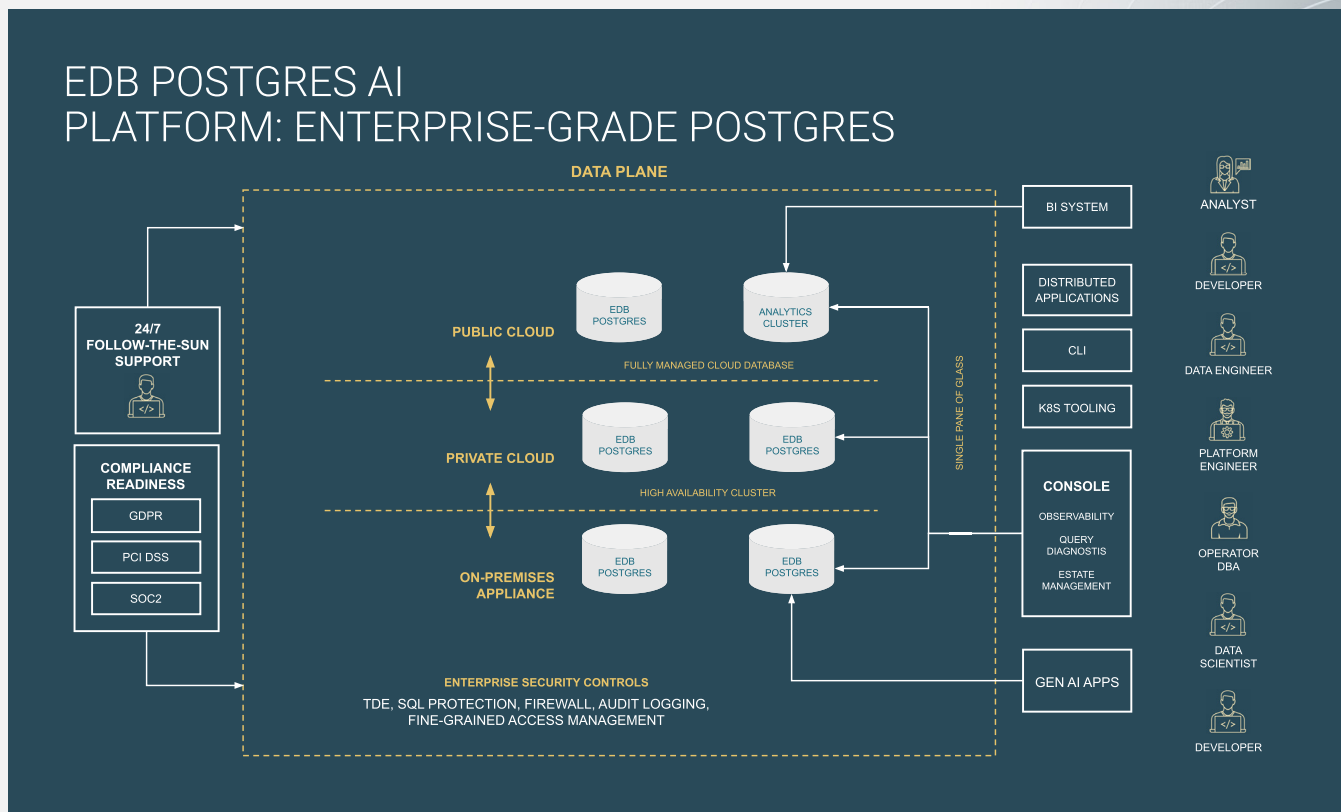 EDB POSTGRES AI
PLATFORM: ENTERPRISE-GRADE POSTGRES
DATA PLANE
24/7
FOLLOW-THE-SUN
SUPPORT
</>
COMPLIANCE
READINESS
GDPR
PCI DSS
SOC2
PUBLIC CLOUD
EDB
POSTGRES
ANALYTICS
CLUSTER
FULLY MANAGED CLOUD DATABASE
PRIVATE CLOUD
EDB
POSTGRES
EDB
POSTGRES
HIGH AVAILABILITY CLUSTER
ON-PREMISES
APPLIANCE
EDB
POSTGRES
EDB
POSTGRES
ENTERPRISE SECURITY CONTROLS
TDE, SQL PROTECTION, FIREWALL, AUDIT LOGGING,
FINE-GRAINED ACCESS MANAGEMENT
SINGLE PANE OF GLASS
BI SYSTEM
DISTRIBUTED
APPLICATIONS
CLI
K8S TOOLING
CONSOLE
OBSERVABILITY
QUERY
DIAGNOSTIS
ESTATE
MANAGEMENT
GEN AI APPS
ANALYST
</>
DEVELOPER
</>
DATA ENGINEER
PLATFORM
ENGINEER
OPERATOR
DBA
</>
DATA
SCIENTIST
</>
DEVELOPER